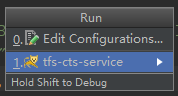 Run
0. Edit Configurations...
1. tfs-cts-service
Hold Shift to Debug